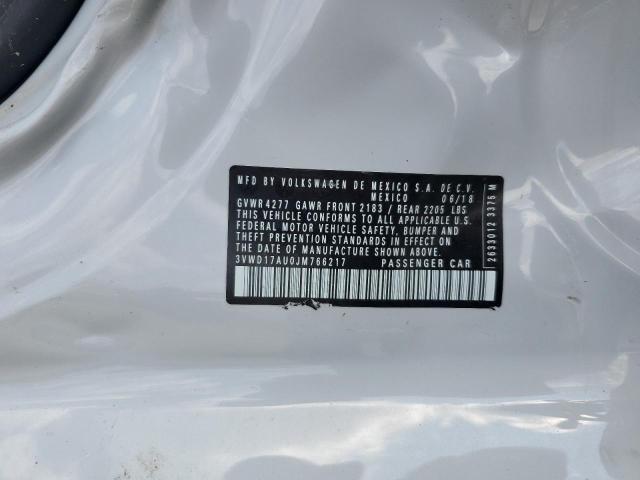 MFD BY VOLKSWAGEN DE MEXICO S.A. DE C.V.
MEXICO 06/18
GVWR 4277 GAWR FRONT 2183 / REAR 2205 LBS
THIS VEHICLE CONFORMS TO ALL APPLICABLE U.S.
FEDERAL MOTOR VEHICLE SAFETY, BUMPER AND
THEFT PREVENTION STANDARDS IN EFFECT ON
THE DATE OF MANUFACTURE SHOWN ABOVE.
3VWD17AU0JM766217 PASSENGER CAR
2633012 3375 M